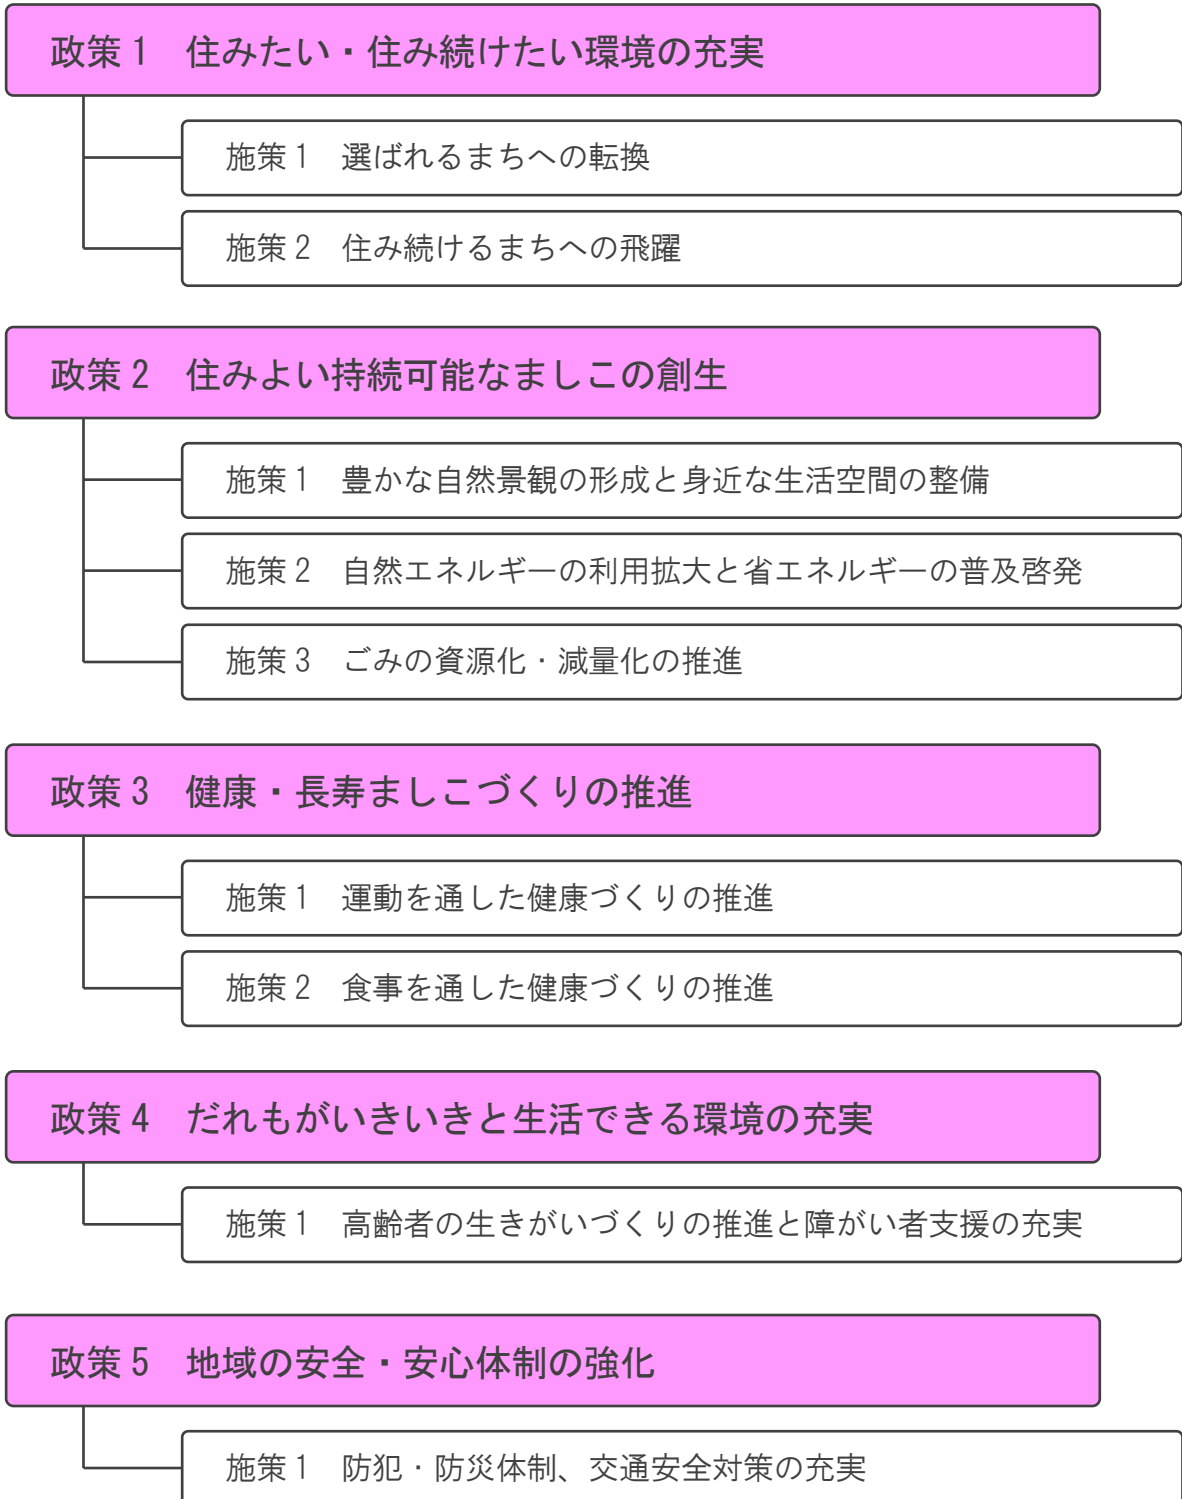 政策1　住みたい・住み続けたい環境の充実
施策1　選ばれるまちへの転換
施策2　住み続けるまちへの飛躍
政策2　住みよい持続可能なましこの創生
施策1　豊かな自然景観の形成と身近な生活空間の整備
施策2　自然エネルギーの利用拡大と省エネルギーの普及啓発
施策3　ごみの資源化・減量化の推進
政策3　健康・長寿ましこづくりの推進
施策1　運動を通した健康づくりの推進
施策2　食事を通した健康づくりの推進
政策4　だれもがいきいきと生活できる環境の充実
施策1　高齢者の生きがいづくりの推進と障がい者支援の充実
政策5　地域の安全・安心体制の強化
施策1　防犯・防災体制、交通安全対策の充実